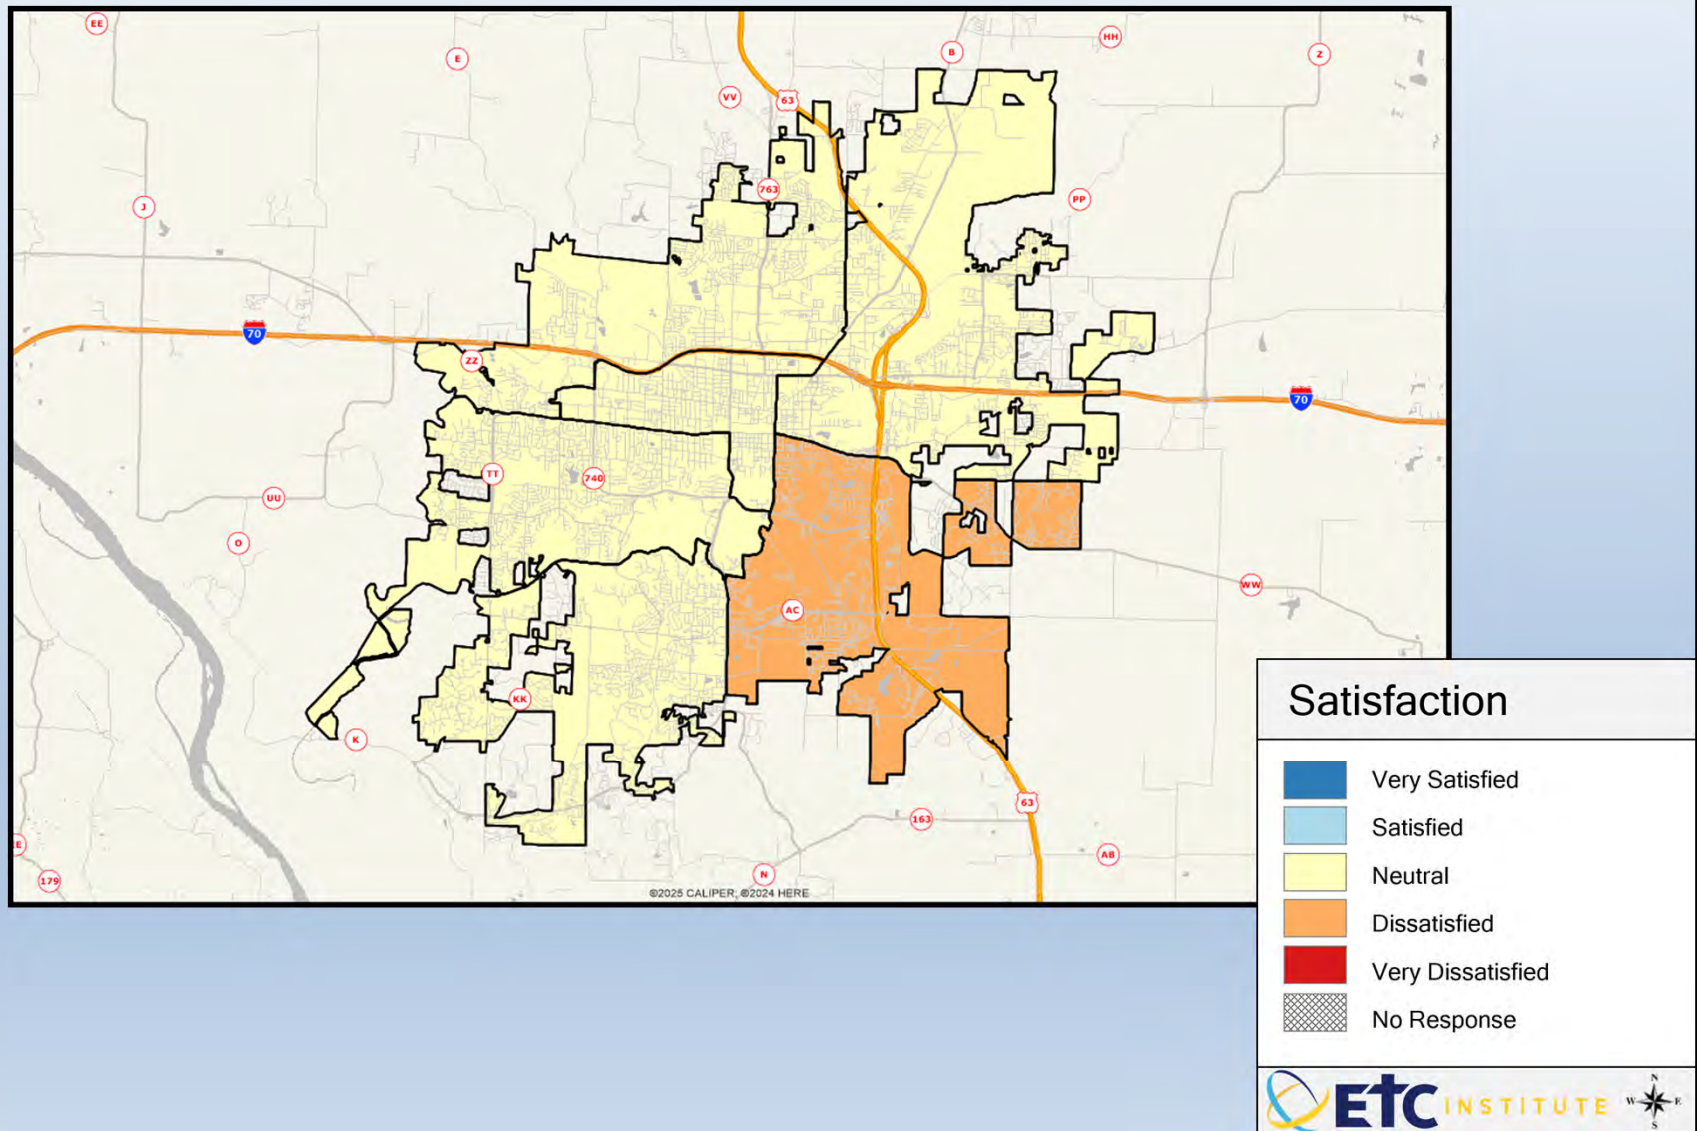 EE
E
B
HH
Z
VV
63
763
J
PP
70
ZZ
70
TT
740
UU
O
WW
AC
KK
K
63
163
AB
N
179
©2025 CALIPER; ©2024 HERE
Satisfaction
Very Satisfied
Satisfied
Neutral
Dissatisfied
Very Dissatisfied
No Response
ETC INSTITUTE
N
W E
S